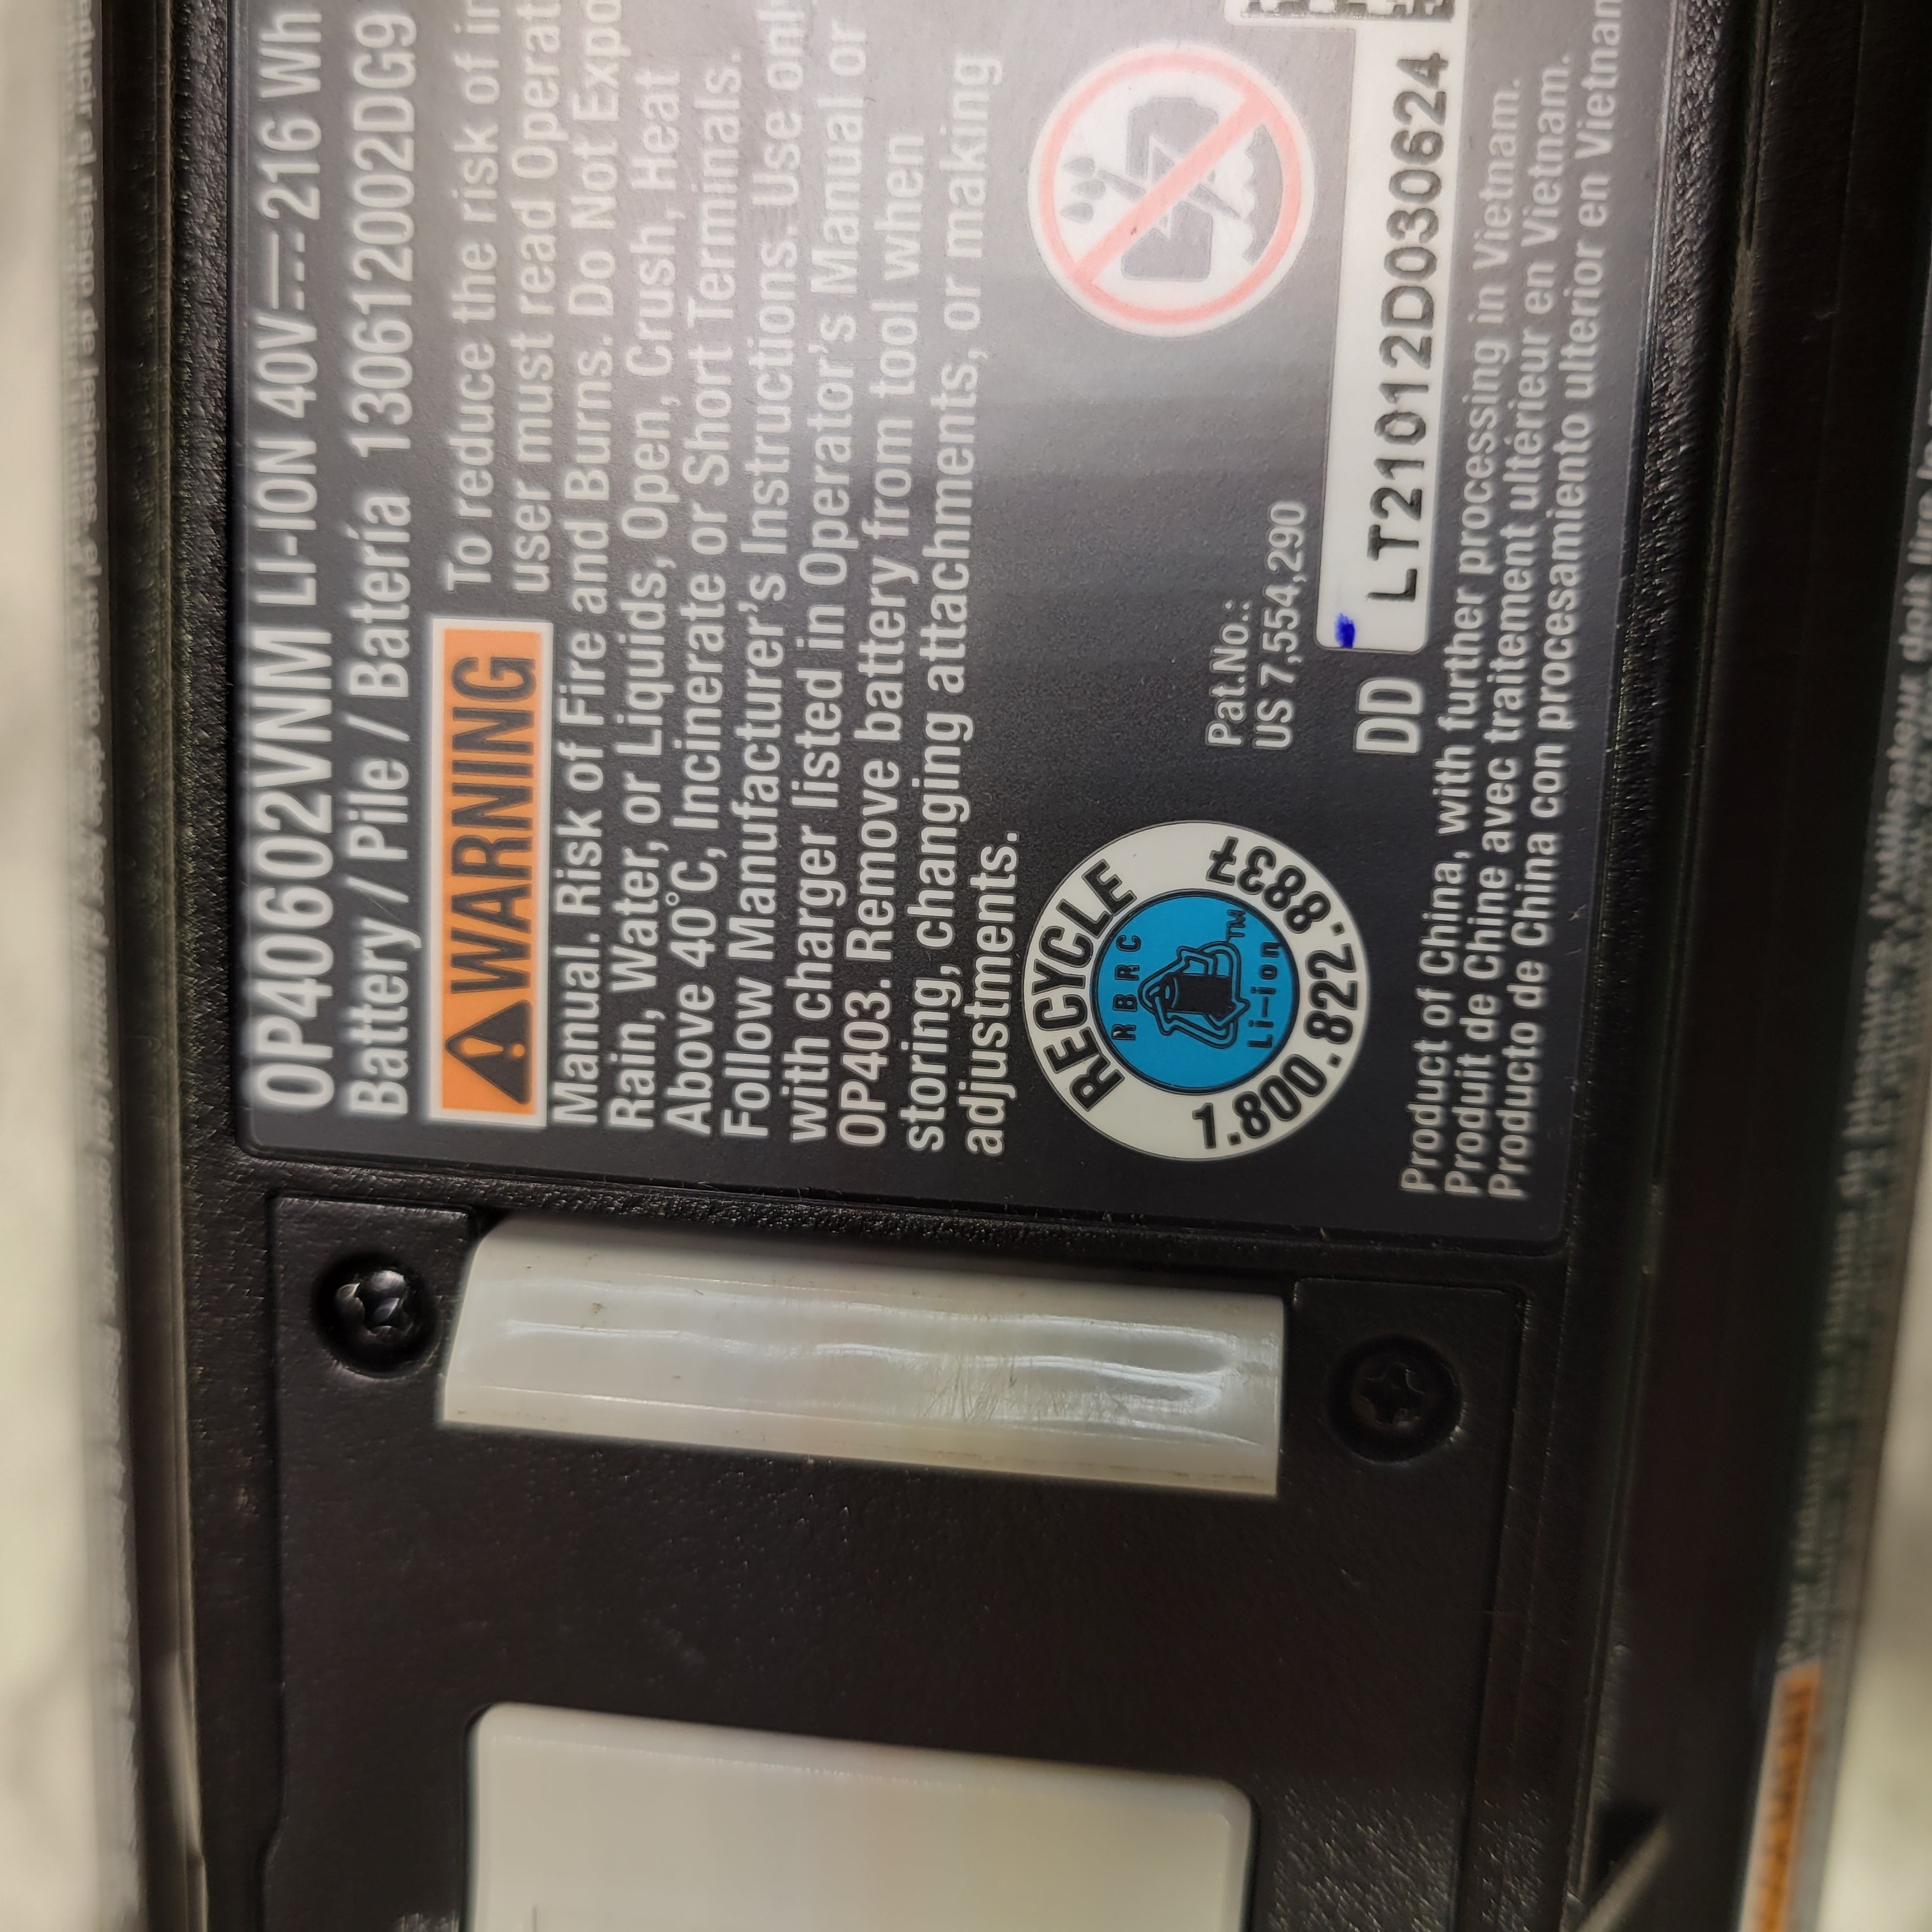 OP40602VNM LI-ION 40V 216 Wh
Battery / Pile / Batería 130612002DG9
WARNING To reduce the risk of
user must read
Manual. Risk of Fire and Burns. Do Not
Rain, Water, or Liquids, Open, Crush, Heat
Above 40°C, Incinerate or Short Terminals.
Follow Manufacturer's Instructions. Use only
with charger listed in Operator's Manual or
OP403. Remove battery from tool when
storing, changing attachments, or making
adjustments.
RECYCLE
RBRC
Li-ion
TM
1.800.822.8837
Pat.No.:
US 7,554,290
DD LT21012D030624
Product of China, with further processing in Vietnam.
Produit de Chine avec traitement ultérieur en Vietnam.
Producto de China con procesamiento ulterior en Vietnam